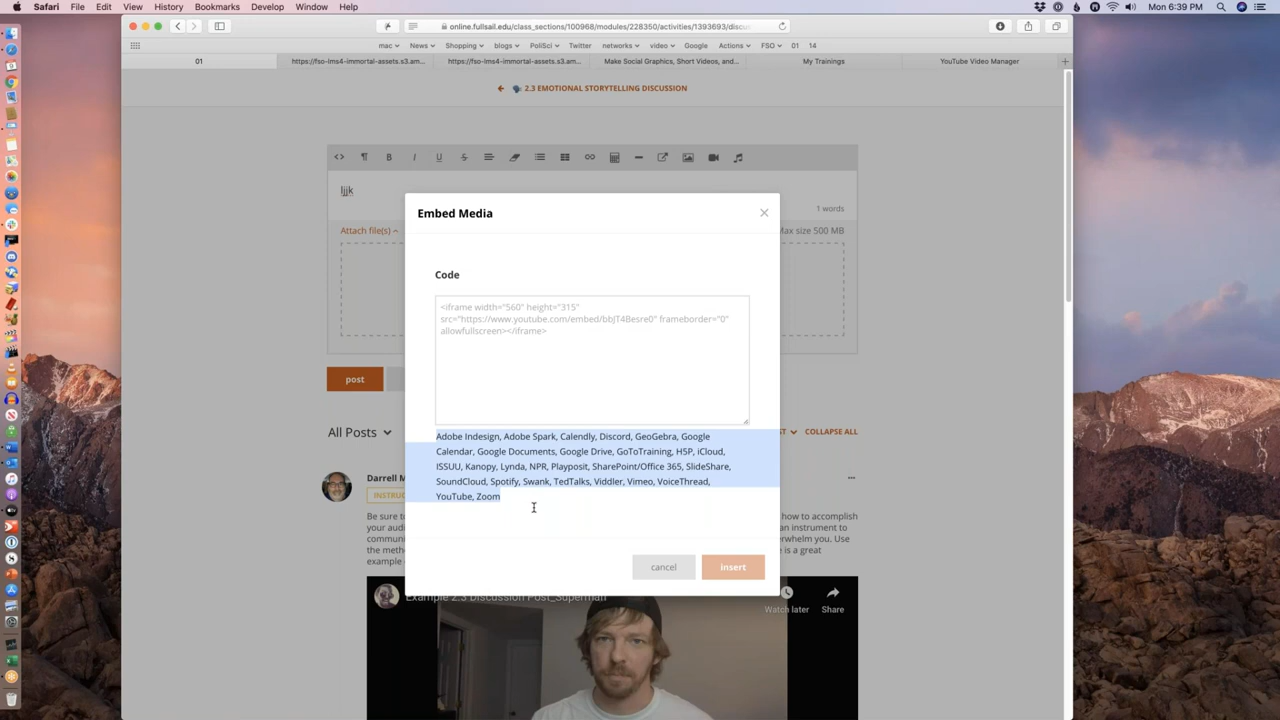 Safari File Edit View History Bookmarks Develop Window Help Mon 6:39 PM
online.fullsail.edu/class_sections/100968/modules/228350/activities/1393693/discu...
mac News Shopping blogs PoliSci Twitter networks video Google Actions FSO 01 14
01 https://fso-lms4-immortal-assets.s3.am... https://fso-lms4-immortal-assets.s3.am... Make Social Graphics, Short Videos, and... My Trainings YouTube Video Manager
2.3 EMOTIONAL STORYTELLING DISCUSSION
ljjk
1 words
Attach file(s) Max size 500 MB
Embed Media
Code
<iframe width="560" height="315"
src="https://www.youtube.com/embed/bbJT4Besre0" frameborder="0"
allowfullscreen></iframe>
post
Adobe Indesign, Adobe Spark, Calendly, Discord, GeoGebra, Google
Calendar, Google Documents, Google Drive, GoToTraining, H5P, iCloud,
ISSUU, Kanopy, Lynda, NPR, Playposit, SharePoint/Office 365, SlideShare,
SoundCloud, Spotify, Swank, TedTalks, Viddler, Vimeo, VoiceThread,
YouTube, Zoom
All Posts COLLAPSE ALL
Darrell M
INSTRUC
cancel insert
Be sure to how to accomplish
your audio an instrument to
commun erwhelm you. Use
the metho e is a great
example
Example 2.3 Discussion Post_Superman
Watch later Share